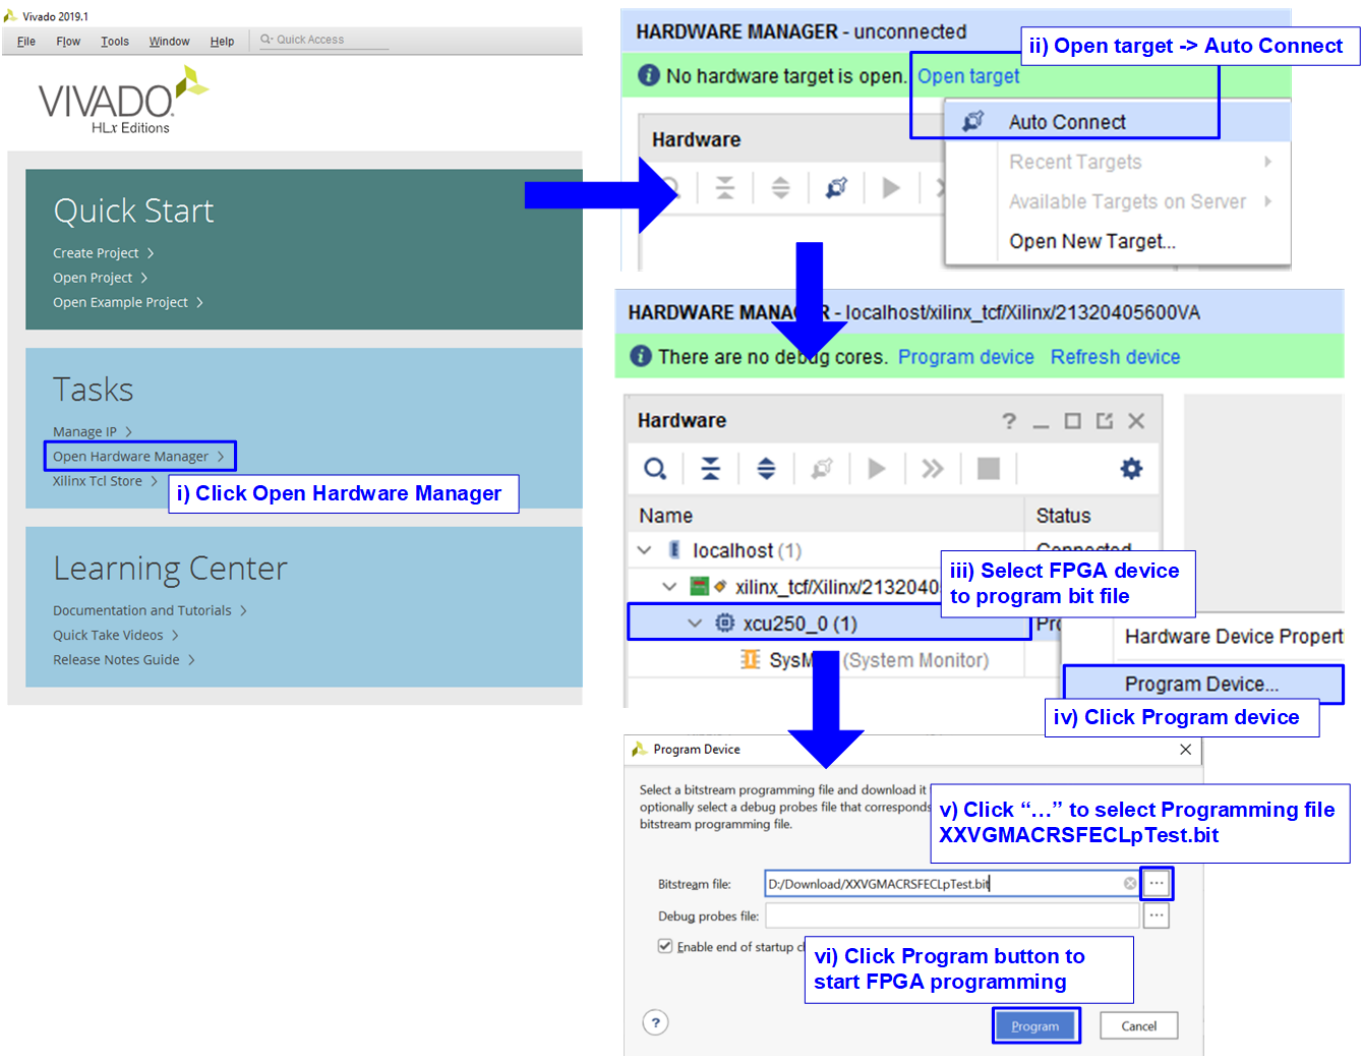 Vivado 2019.1
File Flow Tools Window Help Q- Quick Access
VIVADO.
HLx Editions
Quick Start
Create Project >
Open Project >
Open Example Project >
Tasks
Manage IP >
Open Hardware Manager >
Xilinx Tcl Store >
i) Click Open Hardware Manager
Learning Center
Documentation and Tutorials >
Quick Take Videos >
Release Notes Guide >
HARDWARE MANAGER - unconnected
ii) Open target -> Auto Connect
No hardware target is open. Open target
Auto Connect
Hardware
Recent Targets
Available Targets on Server
Open New Target...
HARDWARE MANAGER - localhost/xilinx_tcf/Xilinx/21320405600VA
There are no debug cores. Program device Refresh device
Hardware
Name Status
localhost (1) Connected
iii) Select FPGA device
to program bit file
xilinx_tcf/Xilinx/2132040
xcu250_0 (1)
Hardware Device Propert
(System Monitor)
Program Device...
iv) Click Program device
Program Device
Select a bitstream programming file and download it
optionally select a debug probes file that corresponds
bitstream programming file.
v) Click “...” to select Programming file
XXVGMACRSFECLpTest.bit
Bitstream file: D:/Download/XXVGMACRSFECLpTest.bit ...
Debug probes file: ...
Enable end of startup
vi) Click Program button to
start FPGA programming
? Program Cancel